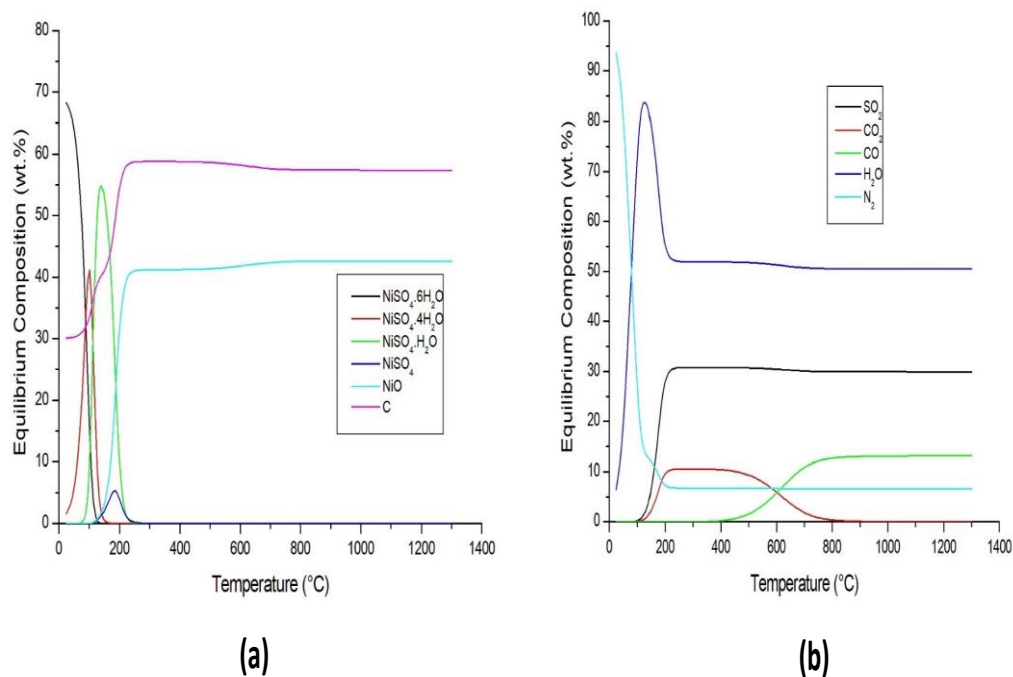 80
70
60
50
40
30
20
10
0
Equilibrium Composition (wt.%)
NiSO4.6H2O
NiSO4.4H2O
NiSO4.H2O
NiSO4
NiO
C
0 200 400 600 800 1000 1200 1400
Temperature (°C)
(a)
100
90
80
70
60
50
40
30
20
10
0
Equilibrium Composition (wt.%)
SO2
CO2
CO
H2O
N2
0 200 400 600 800 1000 1200 1400
Temperature (°C)
(b)